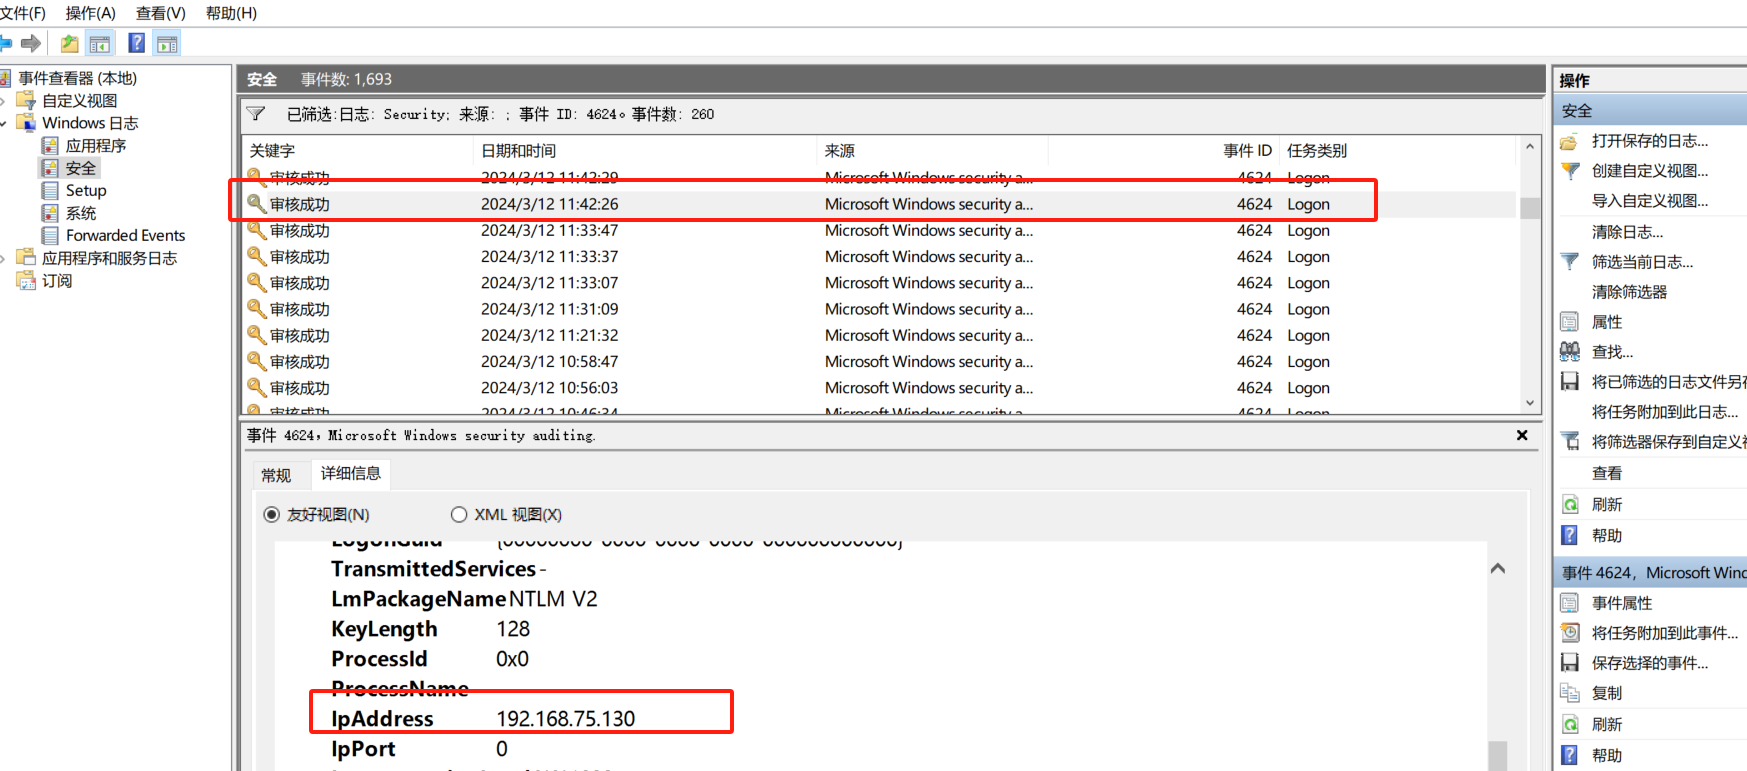 文件(F) 操作(A) 查看(V) 帮助(H)
事件查看器 (本地)
自定义视图
Windows 日志
应用程序
安全
Setup
系统
Forwarded Events
应用程序和服务日志
订阅
安全 事件数: 1,693
已筛选:日志: Security; 来源: ; 事件 ID: 4624。事件数: 260
关键字 日期和时间 来源 事件 ID 任务类别
审核成功 2024/3/12 11:42:29 Microsoft Windows security a... 4624 Logon
审核成功 2024/3/12 11:42:26 Microsoft Windows security a... 4624 Logon
审核成功 2024/3/12 11:33:47 Microsoft Windows security a... 4624 Logon
审核成功 2024/3/12 11:33:37 Microsoft Windows security a... 4624 Logon
审核成功 2024/3/12 11:33:07 Microsoft Windows security a... 4624 Logon
审核成功 2024/3/12 11:31:09 Microsoft Windows security a... 4624 Logon
审核成功 2024/3/12 11:21:32 Microsoft Windows security a... 4624 Logon
审核成功 2024/3/12 10:58:47 Microsoft Windows security a... 4624 Logon
审核成功 2024/3/12 10:56:03 Microsoft Windows security a... 4624 Logon
审核成功 2024/3/12 10:46:34 Microsoft Windows security a... 4624 Logon
事件 4624，Microsoft Windows security auditing.
常规 详细信息
友好视图(N) XML 视图(X)
LogonGuid {00000000-0000-0000-0000-000000000000}
TransmittedServices -
LmPackageName NTLM V2
KeyLength 128
ProcessId 0x0
ProcessName
IpAddress 192.168.75.130
IpPort 0
操作
安全
打开保存的日志...
创建自定义视图...
导入自定义视图...
清除日志...
筛选当前日志...
清除筛选器
属性
查找...
将已筛选的日志文件另存
将任务附加到此日志...
将筛选器保存到自定义视
查看
刷新
帮助
事件 4624，Microsoft Wind
事件属性
将任务附加到此事件...
保存选择的事件...
复制
刷新
帮助